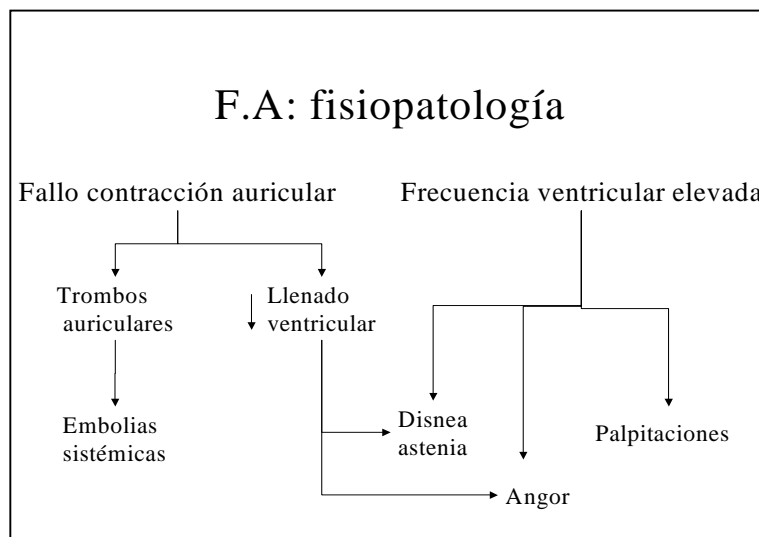 F.A: fisiopatología
Fallo contracción auricular
Frecuencia ventricular elevada
Trombos
auriculares
Llenado
ventricular
Embolias
sistémicas
Disnea
astenia
Palpitaciones
Angor